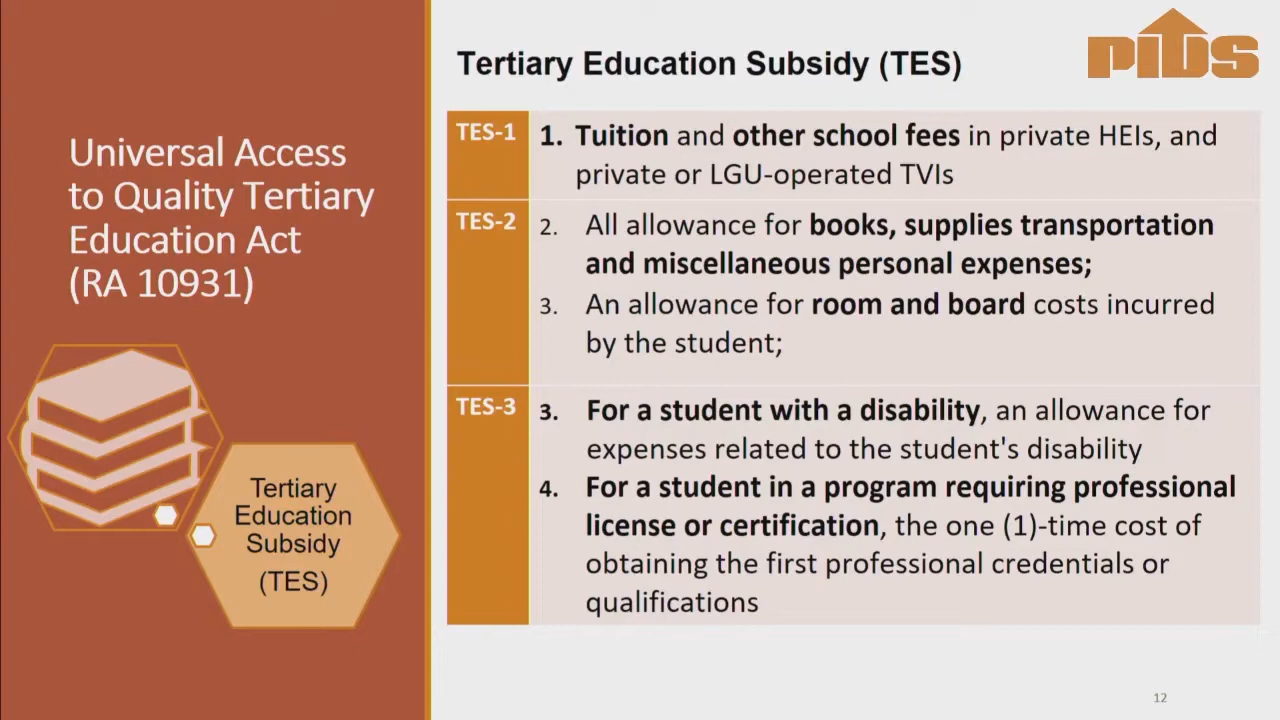 Universal Access
to Quality Tertiary
Education Act
(RA 10931)
Tertiary
Education
Subsidy
(TES)
PIDS
Tertiary Education Subsidy (TES)
TES-1
1. Tuition and other school fees in private HEIs, and
private or LGU-operated TVIs
TES-2
2. All allowance for books, supplies transportation
and miscellaneous personal expenses;
3. An allowance for room and board costs incurred
by the student;
TES-3
3. For a student with a disability, an allowance for
expenses related to the student's disability
4. For a student in a program requiring professional
license or certification, the one (1)-time cost of
obtaining the first professional credentials or
qualifications
12